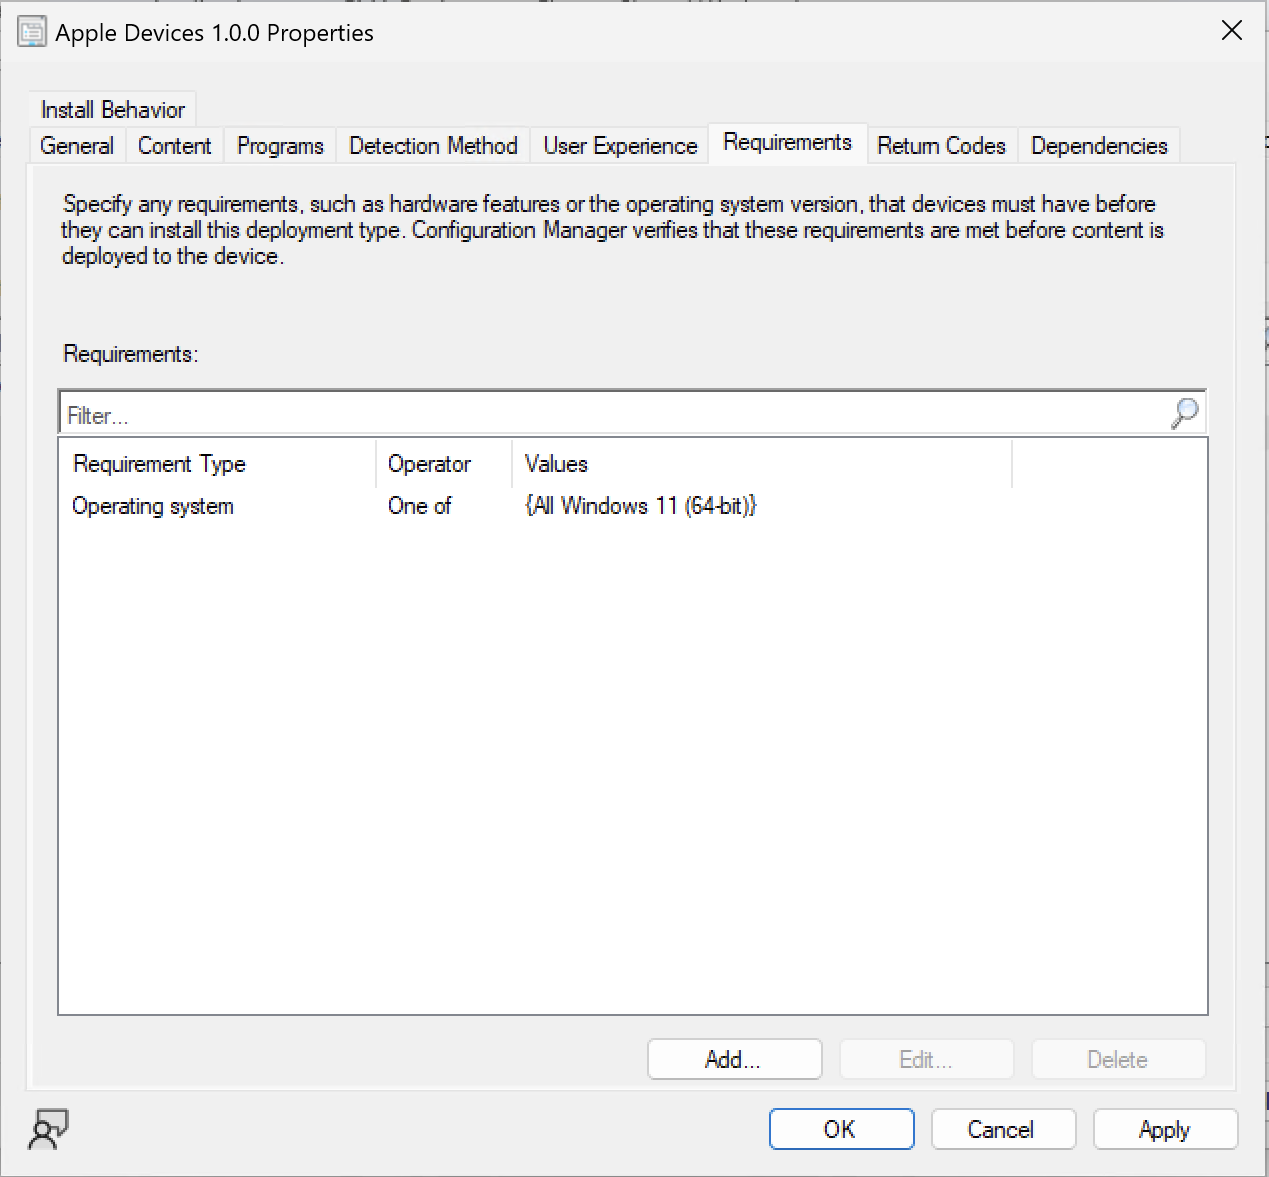 Apple Devices 1.0.0 Properties
Install Behavior
General Content Programs Detection Method User Experience Requirements Return Codes Dependencies
Specify any requirements, such as hardware features or the operating system version, that devices must have before
they can install this deployment type. Configuration Manager verifies that these requirements are met before content is
deployed to the device.
Requirements:
Filter...
Requirement Type Operator Values
Operating system One of {All Windows 11 (64-bit)}
Add... Edit... Delete
OK Cancel Apply